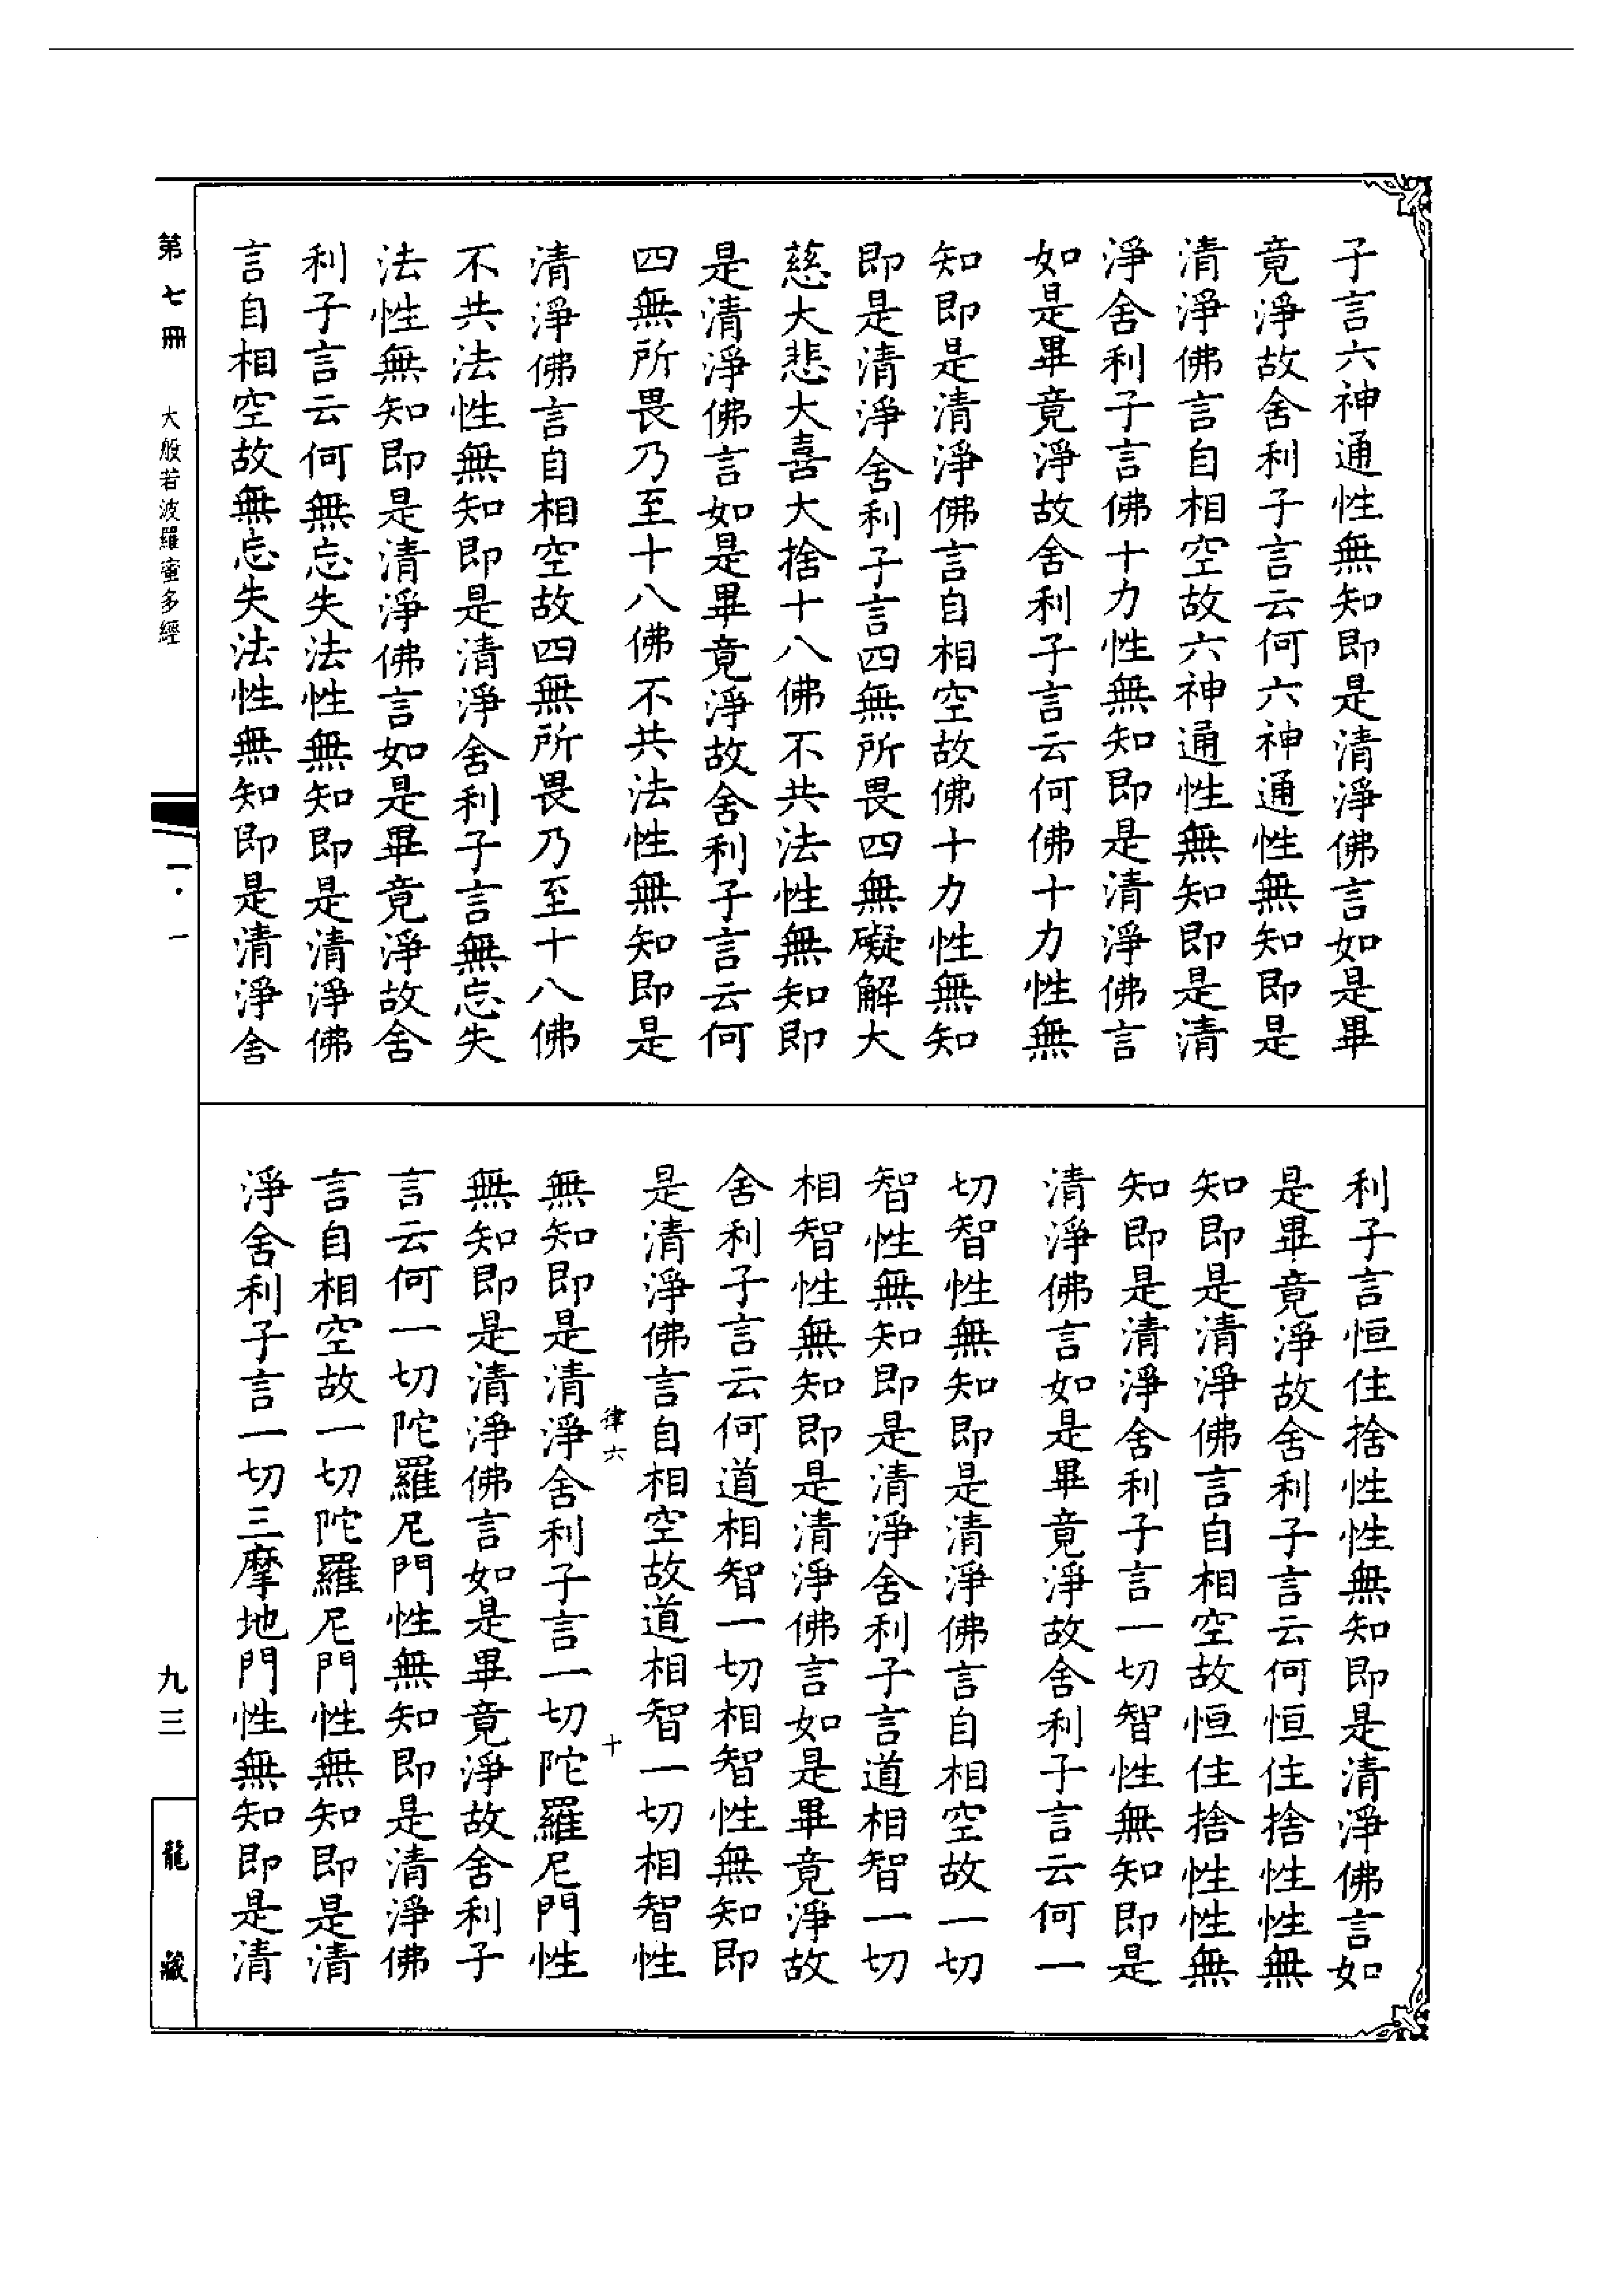 子言六神通性無知即是清淨佛言如是畢
竟淨故舍利子言云何六神通性無知即是
清淨佛言自相空故六神通性無知即是清
淨舍利子言佛十力性無知即是清淨佛言
如是畢竟淨故舍利子言云何佛十力性無
知即是清淨佛言自相空故佛十力性無知
即是清淨舍利子言四無所畏四無礙解大
慈大悲大喜大捨十八佛不共法性無知即
是清淨佛言如是畢竟淨故舍利子言云何
四無所畏乃至十八佛不共法性無知即是
清淨佛言自相空故四無所畏乃至十八佛
不共法性無知即是清淨舍利子言無忘失
法性無知即是清淨佛言如是畢竟淨故舍
利子言云何無忘失法性無知即是清淨佛
言自相空故無忘失法性無知即是清淨舍
利子言恒住捨性性無知即是清淨佛言如
是畢竟淨故舍利子言云何恒住捨性性無
知即是清淨佛言自相空故恒住捨性性無
知即是清淨舍利子言一切智性無知即是
清淨佛言如是畢竟淨故舍利子言云何一
切智性無知即是清淨佛言自相空故一切
智性無知即是清淨舍利子言道相智一切
相智性無知即是清淨佛言如是畢竟淨故
舍利子言云何道相智一切相智性無知即
是清淨佛言自相空故道相智一切相智性
律六 十
無知即是清淨舍利子言一切陀羅尼門性
無知即是清淨佛言如是畢竟淨故舍利子
言云何一切陀羅尼門性無知即是清淨佛
言自相空故一切陀羅尼門性無知即是清
淨舍利子言一切三摩地門性無知即是清
第七冊 大般若波羅蜜多經 一·一 九三 龍藏